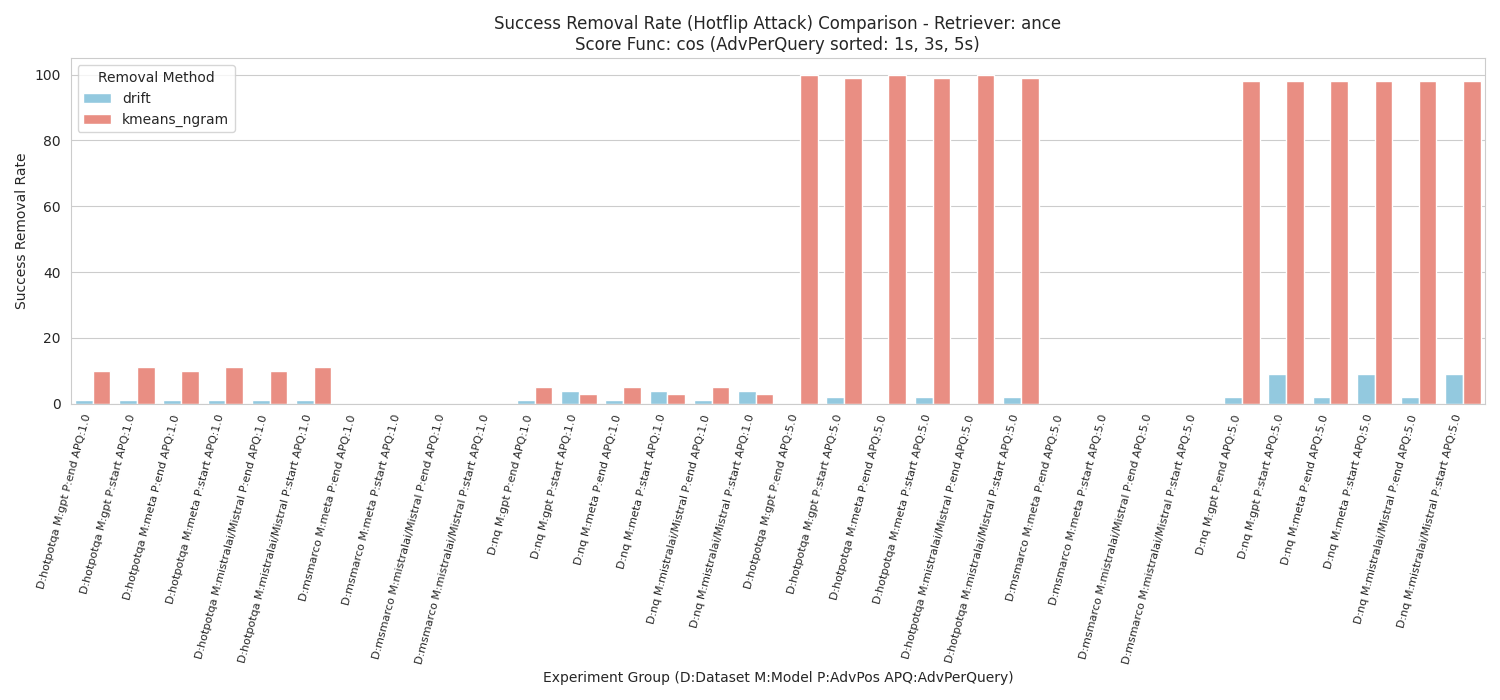 Success Removal Rate (Hotflip Attack) Comparison - Retriever: ance
Score Func: cos (AdvPerQuery sorted: 1s, 3s, 5s)
Removal Method
drift
kmeans_ngram
Success Removal Rate
100
80
60
40
20
0
D:hotpotqa M:gpt P:end APQ:1.0
D:hotpotqa M:gpt P:start APQ:1.0
D:hotpotqa M:meta P:end APQ:1.0
D:hotpotqa M:meta P:start APQ:1.0
D:hotpotqa M:mistralai/Mistral P:end APQ:1.0
D:hotpotqa M:mistralai/Mistral P:start APQ:1.0
D:msmarco M:meta P:end APQ:1.0
D:msmarco M:meta P:start APQ:1.0
D:msmarco M:mistralai/Mistral P:end APQ:1.0
D:msmarco M:mistralai/Mistral P:start APQ:1.0
D:nq M:gpt P:end APQ:1.0
D:nq M:gpt P:start APQ:1.0
D:nq M:meta P:end APQ:1.0
D:nq M:meta P:start APQ:1.0
D:nq M:mistralai/Mistral P:end APQ:1.0
D:nq M:mistralai/Mistral P:start APQ:1.0
D:hotpotqa M:gpt P:end APQ:5.0
D:hotpotqa M:gpt P:start APQ:5.0
D:hotpotqa M:meta P:end APQ:5.0
D:hotpotqa M:meta P:start APQ:5.0
D:hotpotqa M:mistralai/Mistral P:end APQ:5.0
D:hotpotqa M:mistralai/Mistral P:start APQ:5.0
D:msmarco M:meta P:end APQ:5.0
D:msmarco M:meta P:start APQ:5.0
D:msmarco M:mistralai/Mistral P:end APQ:5.0
D:msmarco M:mistralai/Mistral P:start APQ:5.0
D:nq M:gpt P:end APQ:5.0
D:nq M:gpt P:start APQ:5.0
D:nq M:meta P:end APQ:5.0
D:nq M:meta P:start APQ:5.0
D:nq M:mistralai/Mistral P:end APQ:5.0
D:nq M:mistralai/Mistral P:start APQ:5.0
Experiment Group (D:Dataset M:Model P:AdvPos APQ:AdvPerQuery)